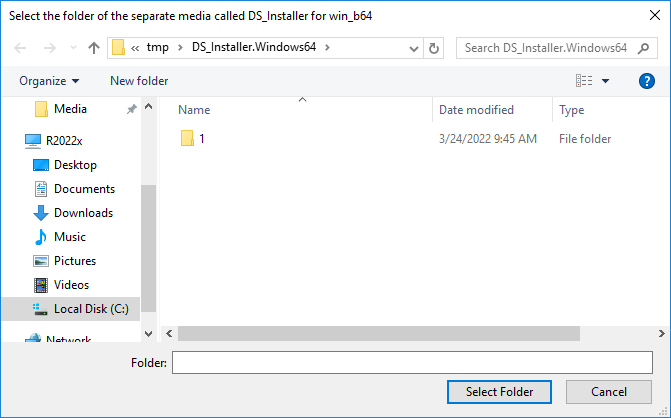 Select the folder of the separate media called DS_Installer for win_b64
« tmp > DS_Installer.Windows64 >
Search DS_Installer.Windows64
Organize
New folder
?
Media
R2022x
Desktop
Documents
Downloads
Music
Pictures
Videos
Local Disk (C:)
Network
Name Date modified Type
1 3/24/2022 9:45 AM File folder
Folder:
Select Folder Cancel